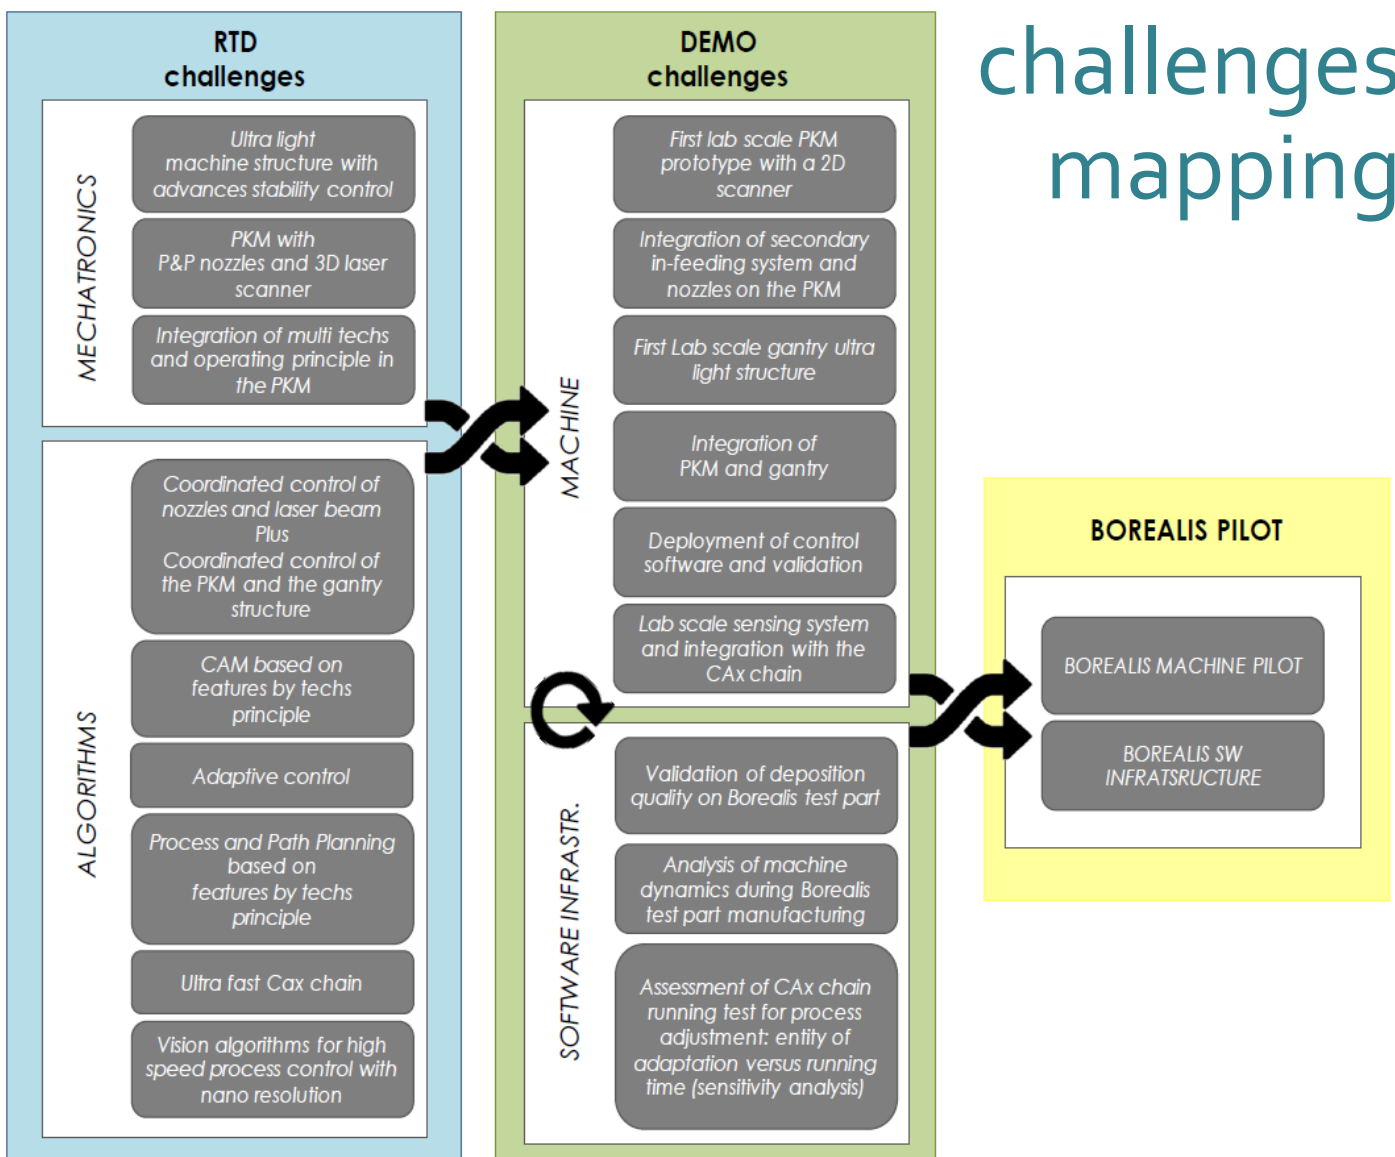 challenges
mapping
RTD
challenges
MECHATRONICS
Ultra light
machine structure with
advances stability control
PKM with
P&P nozzles and 3D laser
scanner
Integration of multi techs
and operating principle in
the PKM
ALGORITHMS
Coordinated control of
nozzles and laser beam
Plus
Coordinated control of
the PKM and the gantry
structure
CAM based on
features by techs
principle
Adaptive control
Process and Path Planning
based on
features by techs
principle
Ultra fast Cax chain
Vision algorithms for high
speed process control with
nano resolution
DEMO
challenges
MACHINE
First lab scale PKM
prototype with a 2D
scanner
Integration of secondary
in-feeding system and
nozzles on the PKM
First Lab scale gantry ultra
light structure
Integration of
PKM and gantry
Deployment of control
software and validation
Lab scale sensing system
and integration with the
CAx chain
SOFTWARE INFRASTR.
Validation of deposition
quality on Borealis test part
Analysis of machine
dynamics during Borealis
test part manufacturing
Assessment of CAx chain
running test for process
adjustment: entity of
adaptation versus running
time (sensitivity analysis)
BOREALIS PILOT
BOREALIS MACHINE PILOT
BOREALIS SW
INFRATSRUCTURE